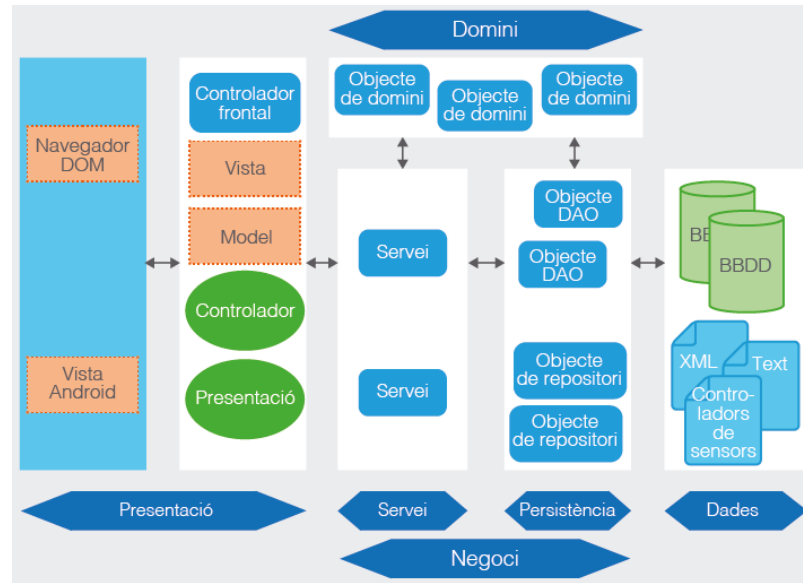 Domini
Objecte
de domini
Objecte
de domini
Objecte
de domini
Controlador
frontal
Navegador
DOM
Vista
Model
Controlador
Presentació
Vista
Android
Servei
Servei
Objecte
DAO
Objecte
DAO
Objecte
de repositori
Objecte
de repositori
BBDD
XML
Text
Contro-
ladors
de
sensors
Presentació
Servei
Persistència
Dades
Negoci